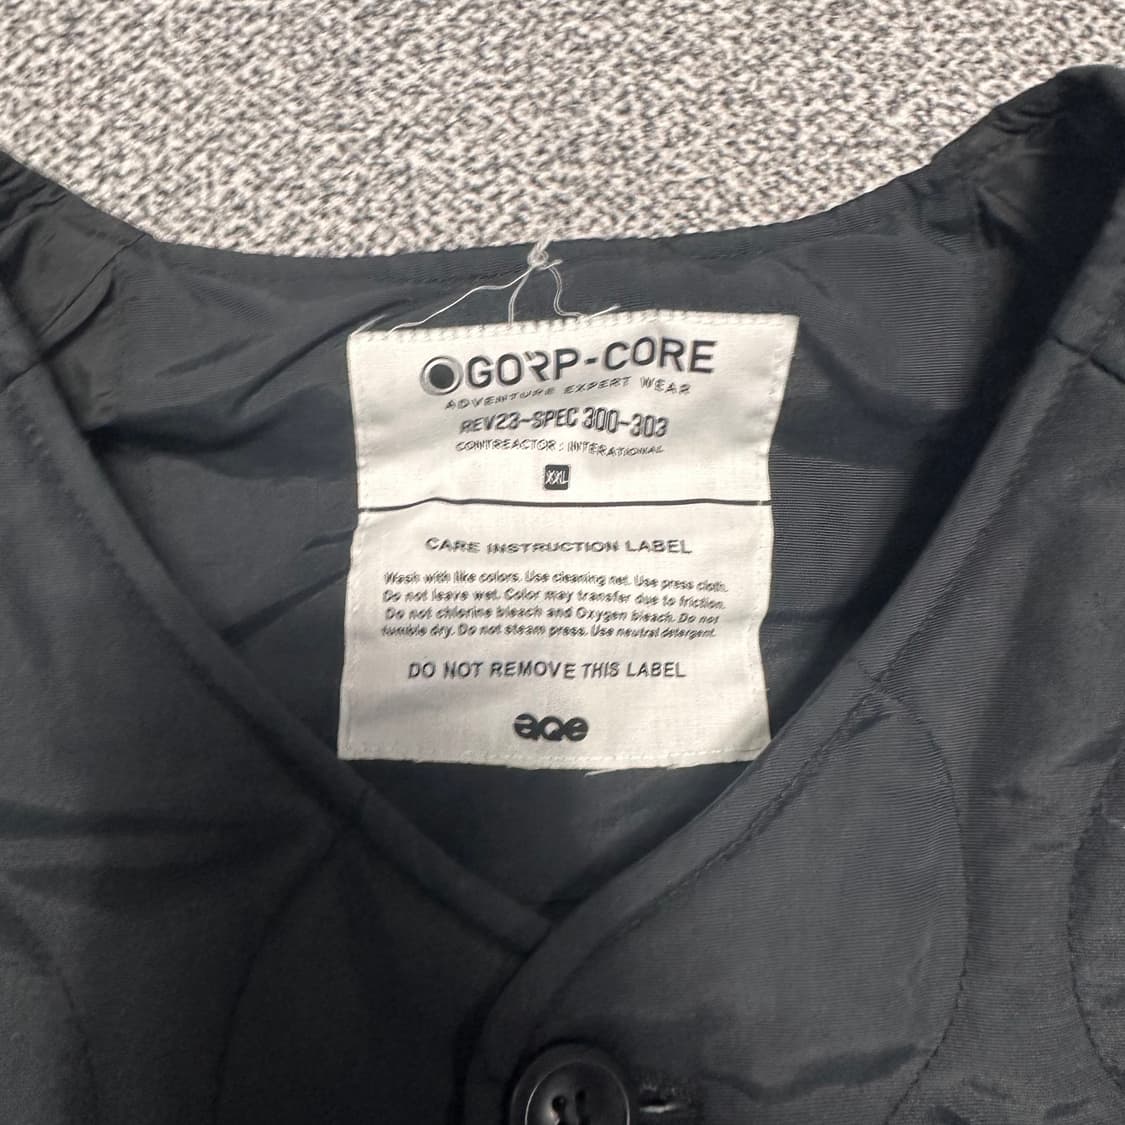 GORP-CORE
ADVENTURE EXPERT WEAR
REV23-SPEC 300-303
CONTREACTOR : INTERATIONAL
XXL
CARE INSTRUCTION LABEL
Wash with like colors. Use cleaning net. Use press cloth.
Do not leave wet. Color may transfer due to friction.
Do not chlorine bleach and Oxygen bleach. Do not
tumble dry. Do not steam press. Use neutral detergent.
DO NOT REMOVE THIS LABEL
aqe